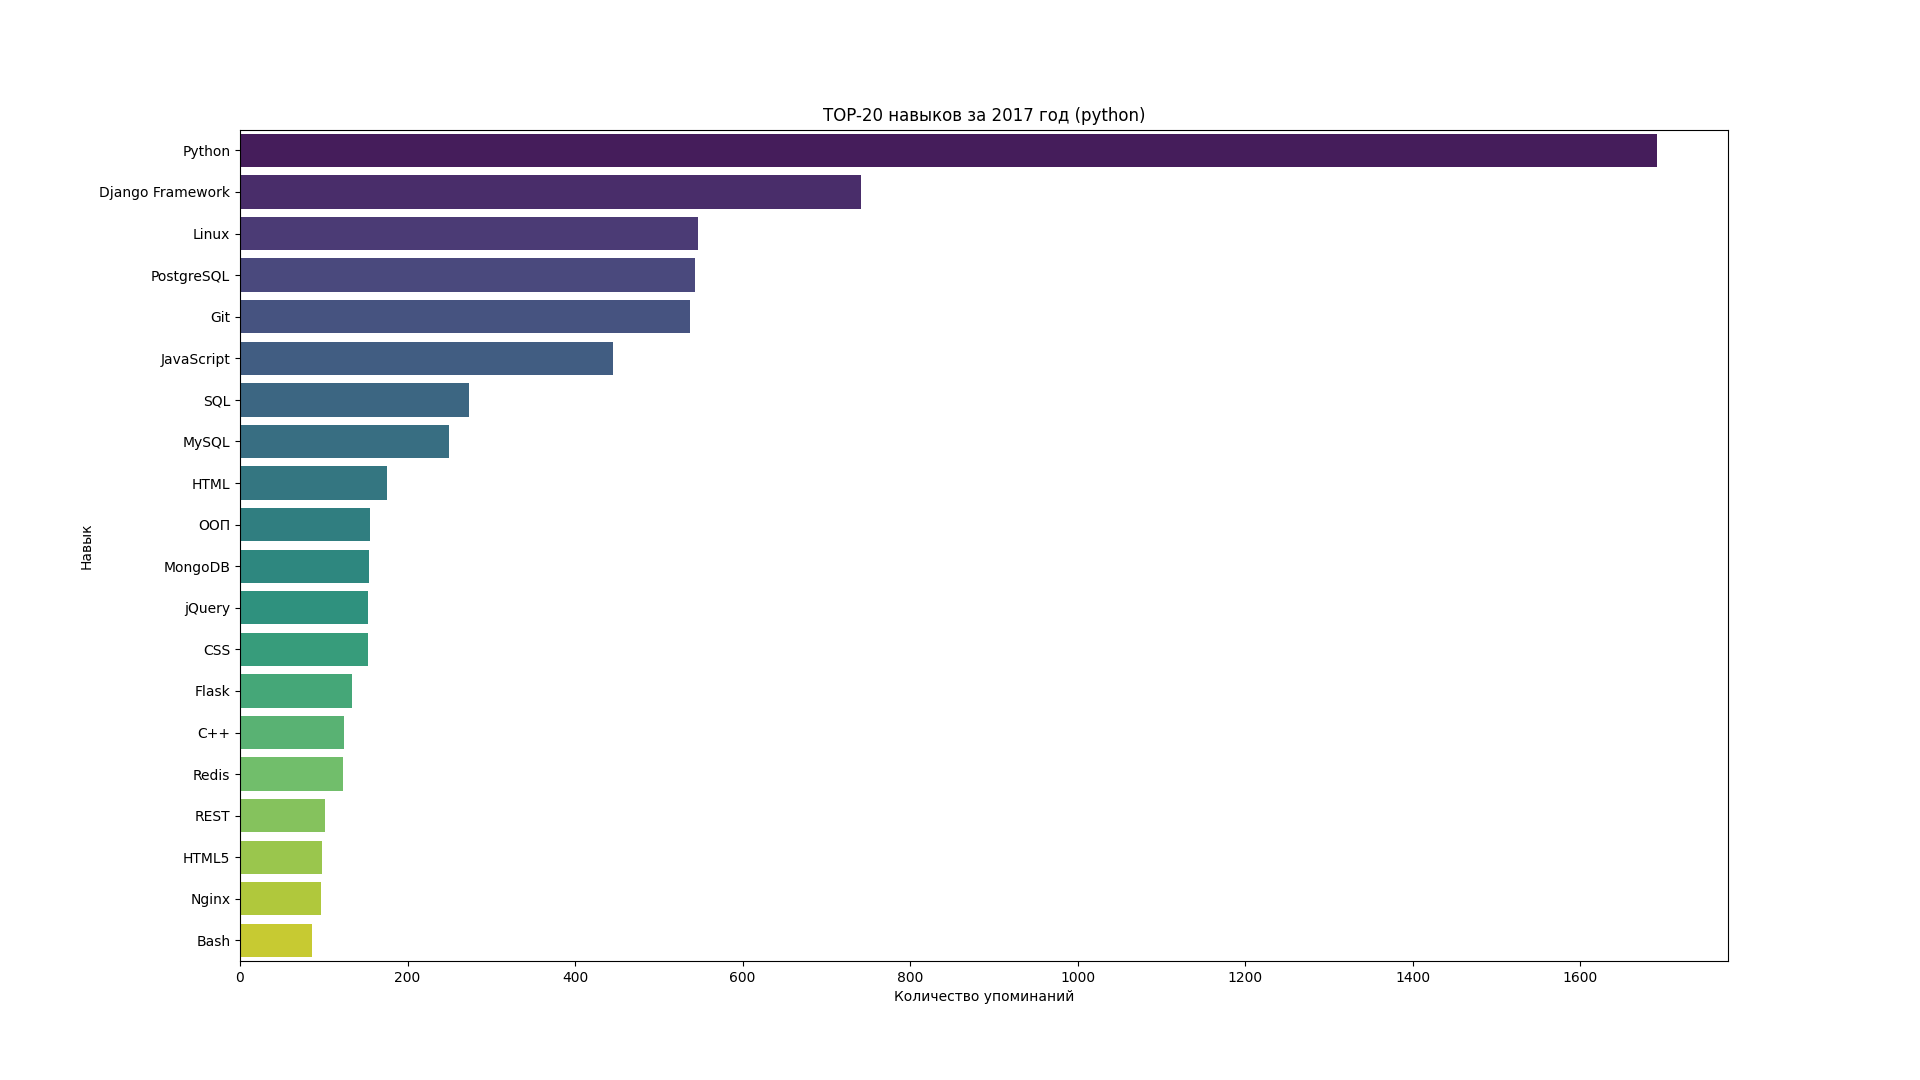 TOP-20 навыков за 2017 год (python)
Python
Django Framework
Linux
PostgreSQL
Git
JavaScript
SQL
MySQL
HTML
ООП
MongoDB
jQuery
CSS
Flask
C++
Redis
REST
HTML5
Nginx
Bash
Навык
0 200 400 600 800 1000 1200 1400 1600
Количество упоминаний